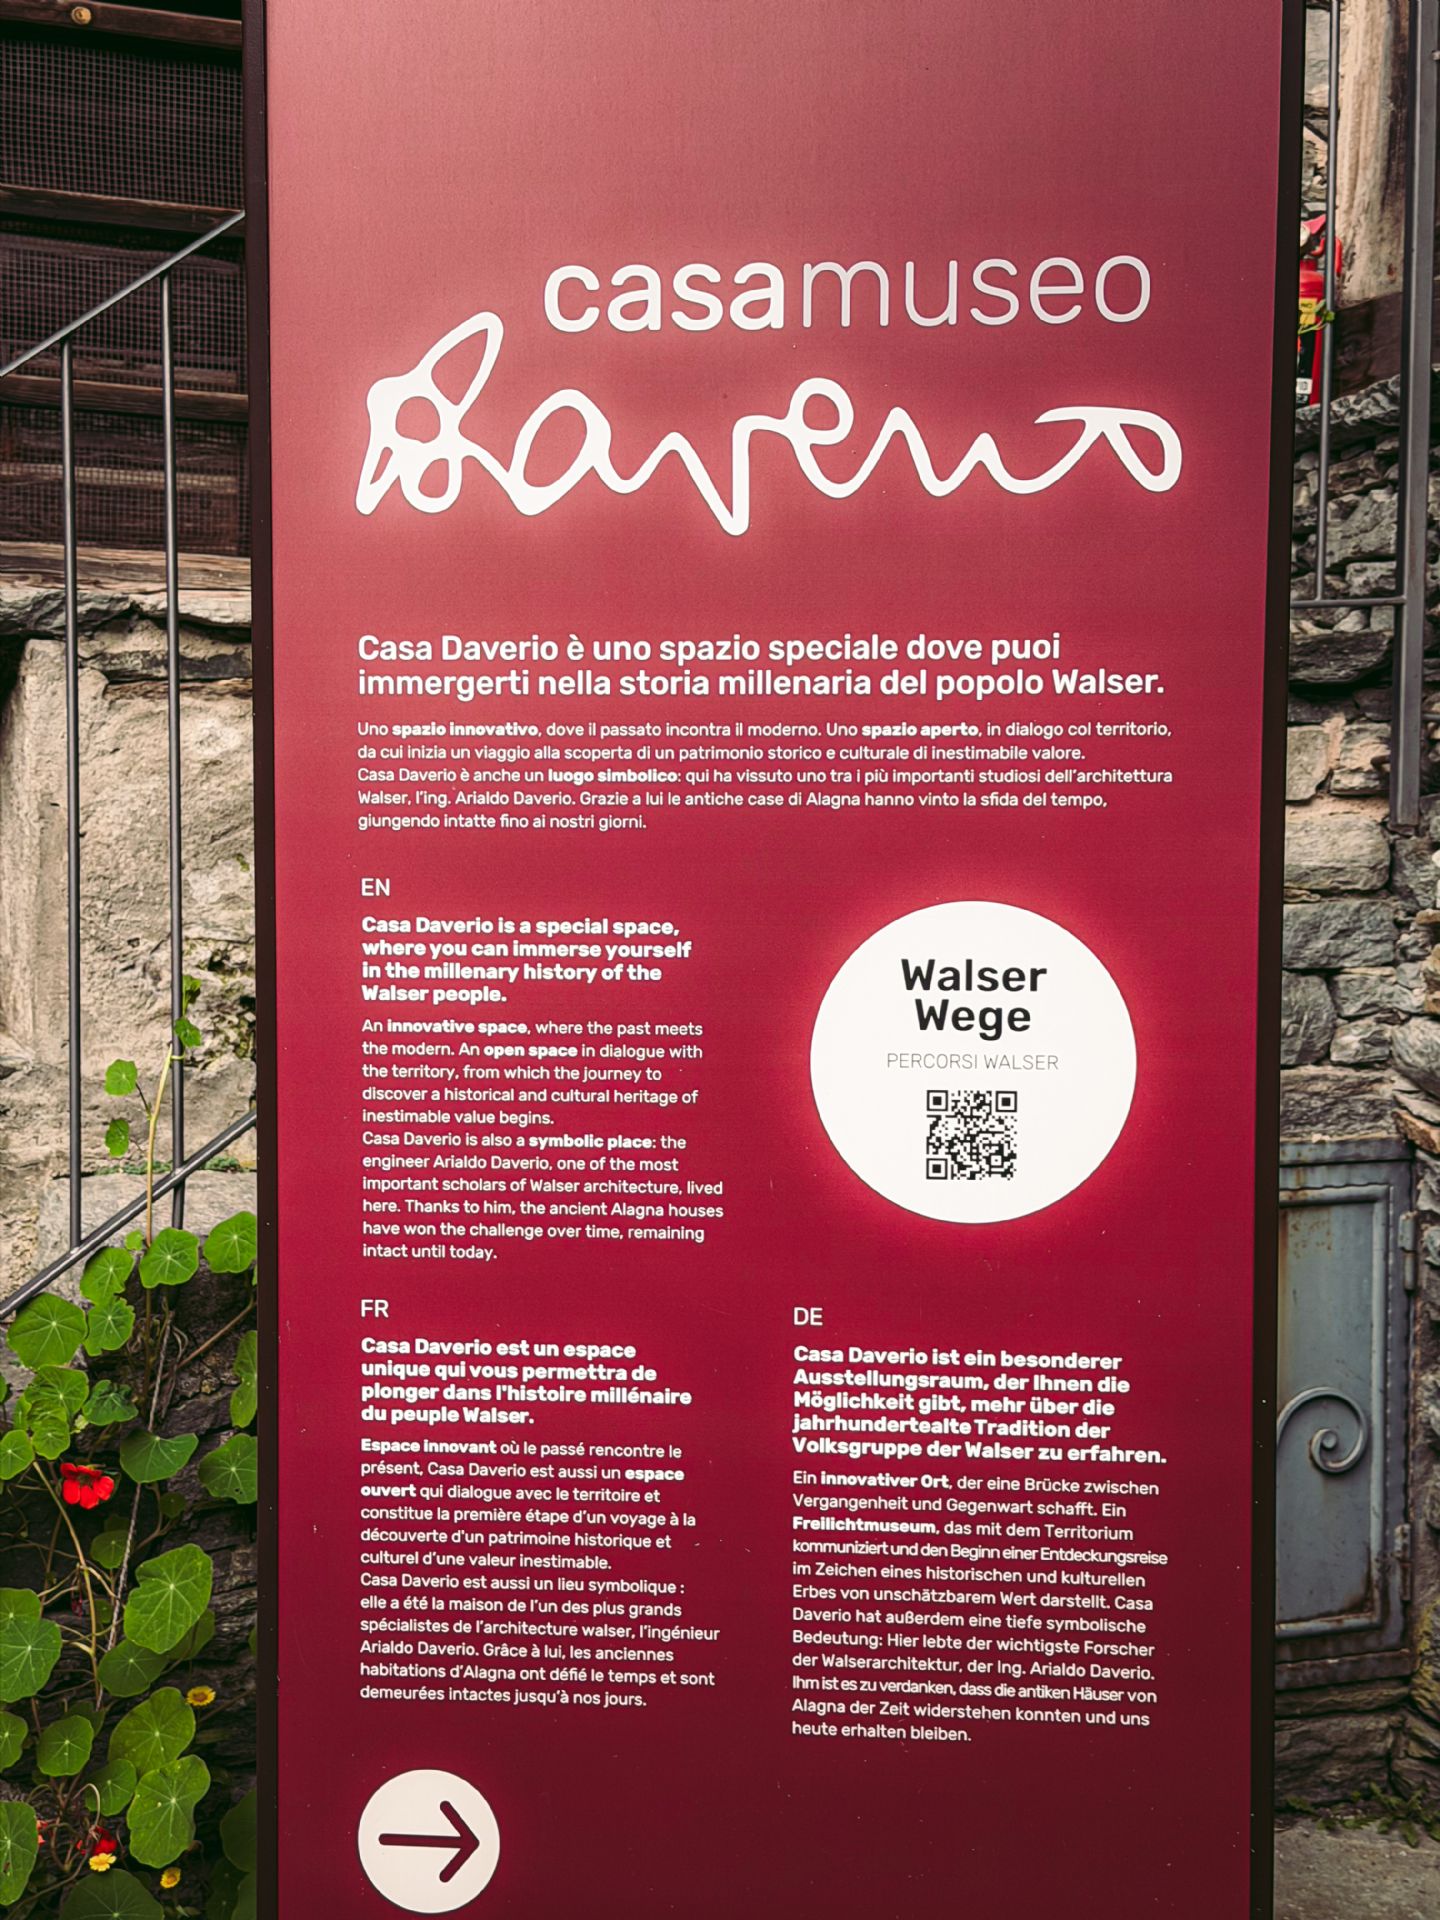 casamuseo
Daverio
Casa Daverio è uno spazio speciale dove puoi
immergerti nella storia millenaria del popolo Walser.
Uno spazio innovativo, dove il passato incontra il moderno. Uno spazio aperto, in dialogo col territorio,
da cui inizia un viaggio alla scoperta di un patrimonio storico e culturale di inestimabile valore.
Casa Daverio è anche un luogo simbolico: qui ha vissuto uno tra i più importanti studiosi dell'architettura
Walser, l'ing. Arialdo Daverio. Grazie a lui le antiche case di Alagna hanno vinto la sfida del tempo,
giungendo intatte fino ai nostri giorni.
EN
Casa Daverio is a special space,
where you can immerse yourself
in the millenary history of the
Walser people.
An innovative space, where the past meets
the modern. An open space in dialogue with
the territory, from which the journey to
discover a historical and cultural heritage of
inestimable value begins.
Casa Daverio is also a symbolic place: the
engineer Arialdo Daverio, one of the most
important scholars of Walser architecture, lived
here. Thanks to him, the ancient Alagna houses
have won the challenge over time, remaining
intact until today.
Walser
Wege
PERCORSI WALSER
FR
Casa Daverio est un espace
unique qui vous permettra de
plonger dans l'histoire millénaire
du peuple Walser.
Espace innovant où le passé rencontre le
présent, Casa Daverio est aussi un espace
ouvert qui dialogue avec le territoire et
constitue la première étape d'un voyage à la
découverte d'un patrimoine historique et
culturel d'une valeur inestimable.
Casa Daverio est aussi un lieu symbolique :
elle a été la maison de l'un des plus grands
spécialistes de l'architecture walser, l'ingénieur
Arialdo Daverio. Grâce à lui, les anciennes
habitations d'Alagna ont défié le temps et sont
demeurées intactes jusqu'à nos jours.
DE
Casa Daverio ist ein besonderer
Ausstellungsraum, der Ihnen die
Möglichkeit gibt, mehr über die
jahrhundertealte Tradition der
Volksgruppe der Walser zu erfahren.
Ein innovativer Ort, der eine Brücke zwischen
Vergangenheit und Gegenwart schafft. Ein
Freilichtmuseum, das mit dem Territorium
kommuniziert und den Beginn einer Entdeckungsreise
im Zeichen eines historischen und kulturellen
Erbes von unschätzbarem Wert darstellt. Casa
Daverio hat außerdem eine tiefe symbolische
Bedeutung: Hier lebte der wichtigste Forscher
der Walserarchitektur, der Ing. Arialdo Daverio.
Ihm ist es zu verdanken, dass die antiken Häuser von
Alagna der Zeit widerstehen konnten und uns
heute erhalten bleiben.